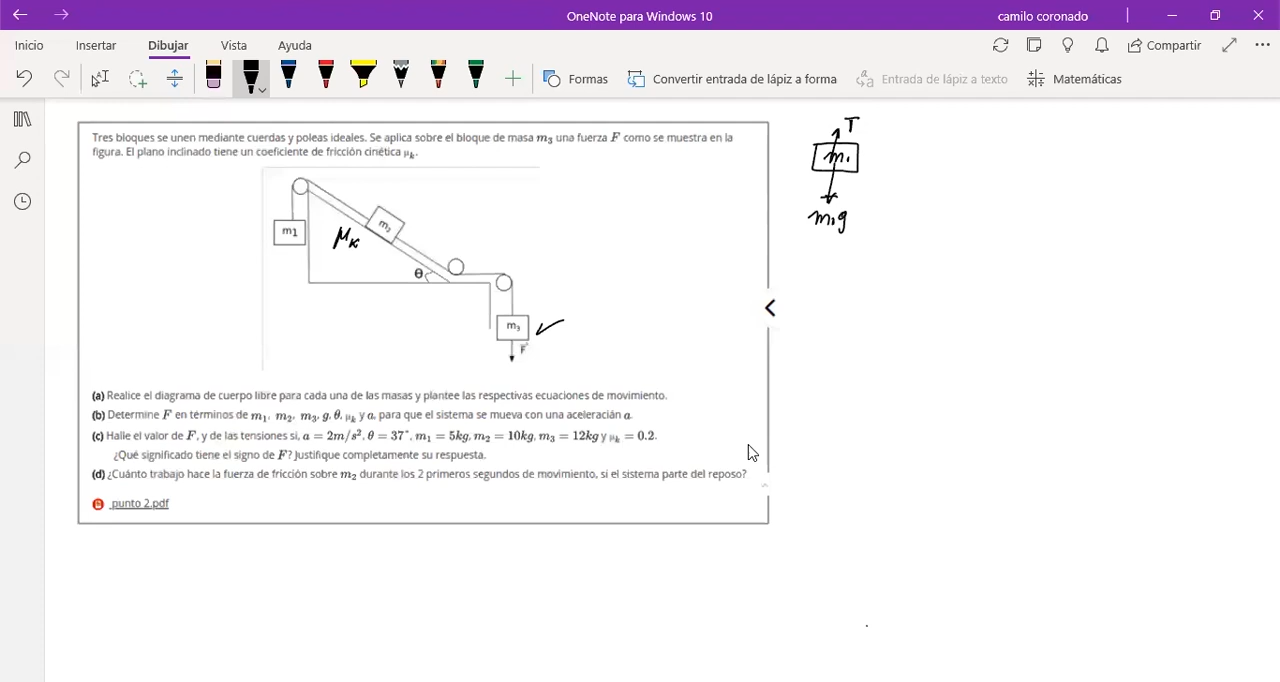 OneNote para Windows 10
camilo coronado
Inicio
Insertar
Dibujar
Vista
Ayuda
Compartir
Formas
Convertir entrada de lápiz a forma
Entrada de lápiz a texto
Matemáticas
Tres bloques se unen mediante cuerdas y poleas ideales. Se aplica sobre el bloque de masa m₃ una fuerza F como se muestra en la
figura. El plano inclinado tiene un coeficiente de fricción cinética μₖ.
m1
m₂
μₖ
θ
m₃
F
T
m₁
m₁g
(a) Realice el diagrama de cuerpo libre para cada una de las masas y plantee las respectivas ecuaciones de movimiento.
(b) Determine F en términos de m₁, m₂, m₃, g, θ, μₖ y a, para que el sistema se mueva con una aceleración a.
(c) Halle el valor de F, y de las tensiones si, a = 2m/s², θ = 37°, m₁ = 5kg, m₂ = 10kg, m₃ = 12kg y μₖ = 0.2.
¿Qué significado tiene el signo de F? Justifique completamente su respuesta.
(d) ¿Cuánto trabajo hace la fuerza de fricción sobre m₂ durante los 2 primeros segundos de movimiento, si el sistema parte del reposo?
punto 2.pdf